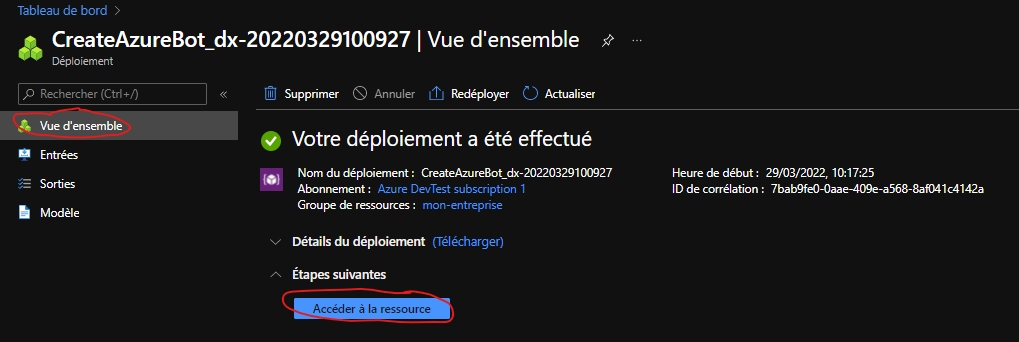 Tableau de bord >
CreateAzureBot_dx-20220329100927 | Vue d'ensemble ...
Déploiement
Rechercher (Ctrl+/) «
Supprimer Annuler Redéployer Actualiser
Vue d'ensemble
Entrées
Sorties
Modèle
Votre déploiement a été effectué
Nom du déploiement : CreateAzureBot_dx-20220329100927
Abonnement : Azure DevTest subscription 1
Groupe de ressources : mon-entreprise
Heure de début : 29/03/2022, 10:17:25
ID de corrélation : 7bab9fe0-0aae-409e-a568-8af041c4142a
Détails du déploiement (Télécharger)
Étapes suivantes
Accéder à la ressource